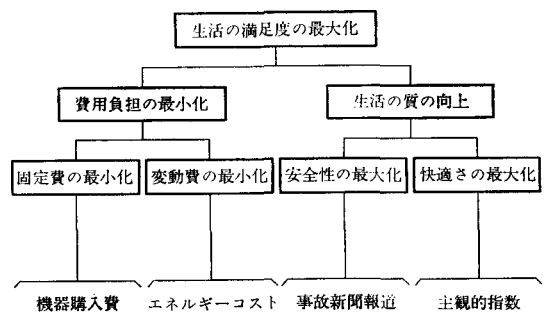 生活の満足度の最大化
費用負担の最小化
生活の質の向上
固定費の最小化
変動費の最小化
安全性の最大化
快適さの最大化
機器購入費
エネルギーコスト
事故新聞報道
主観的指数